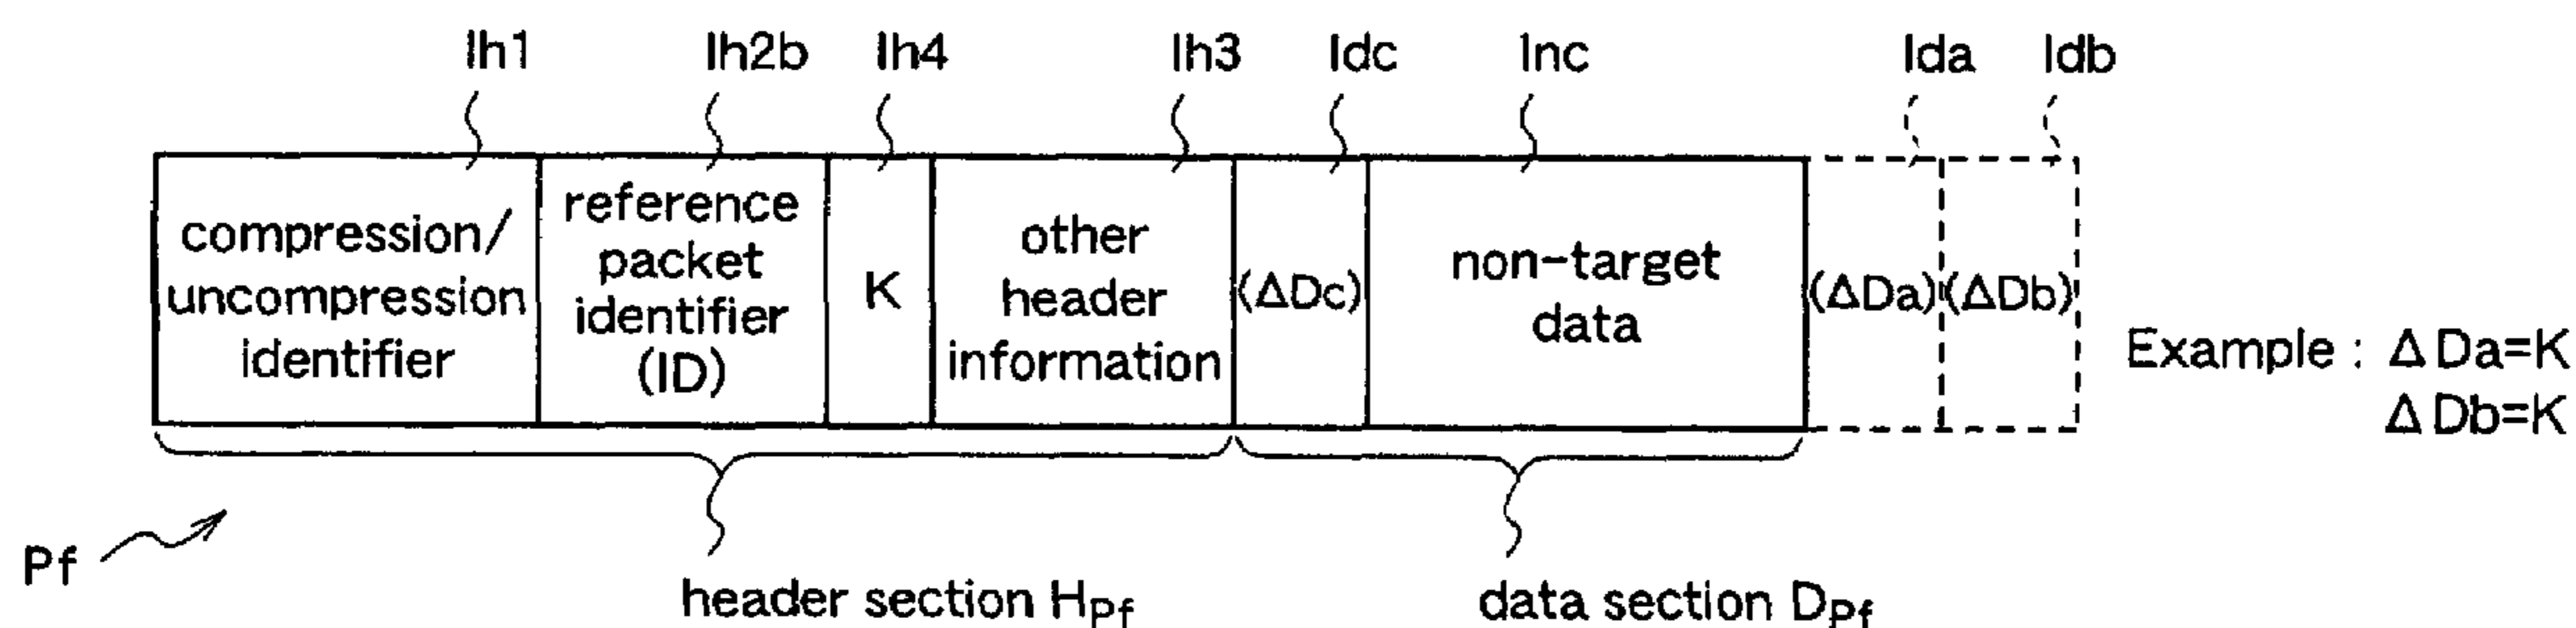 Ih1 Ih2b Ih4 Ih3 Idc Inc Ida Idb
compression/
uncompression
identifier
reference
packet
identifier
(ID)
K
other
header
information
(ΔDc)
non-target
data
(ΔDa)
(ΔDb)
Example : ΔDa=K
ΔDb=K
Pf
header section HPf
data section DPf